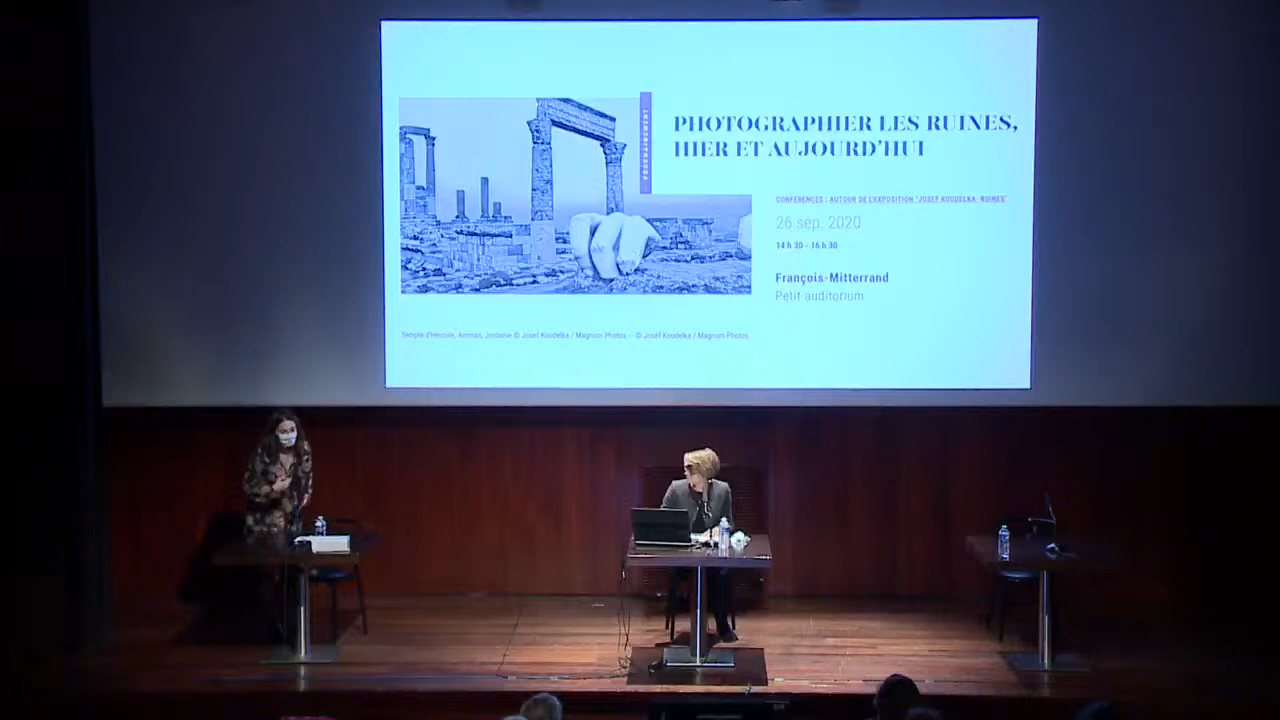 PROCHAINEMENT
PHOTOGRAPHIER LES RUINES,
HIER ET AUJOURD'HUI
CONFÉRENCES : AUTOUR DE L'EXPOSITION "JOSEF KOUDELKA- RUINES"
26 sep. 2020
14 h 30 - 16 h 30
François-Mitterrand
Petit auditorium
Temple d'Hercule, Amman, Jordanie © Josef Koudelka / Magnum Photos - © Josef Koudelka / Magnum Photos